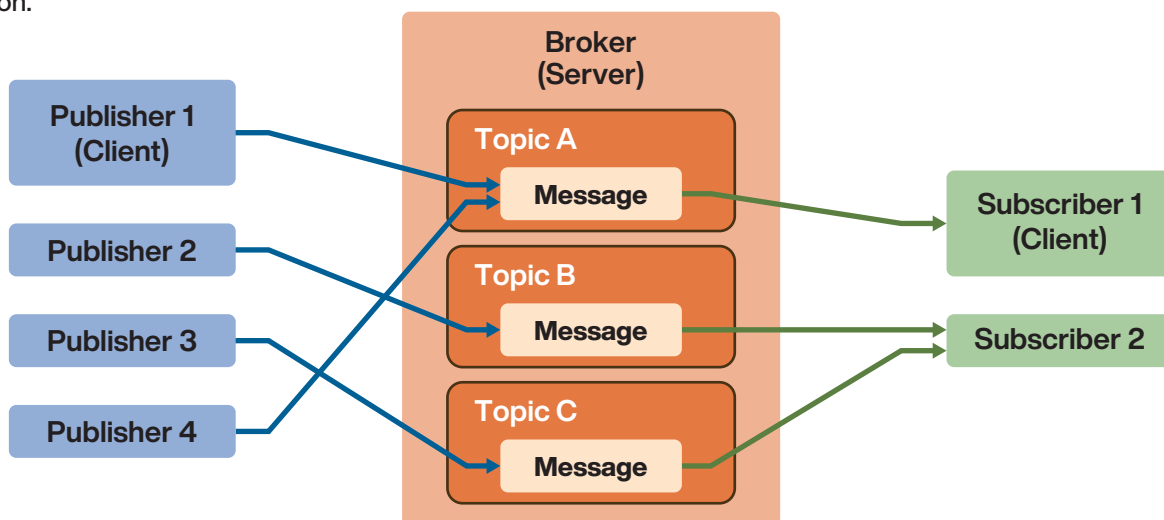 on.
Broker
(Server)
Publisher 1
(Client)
Publisher 2
Publisher 3
Publisher 4
Topic A
Message
Topic B
Message
Topic C
Message
Subscriber 1
(Client)
Subscriber 2